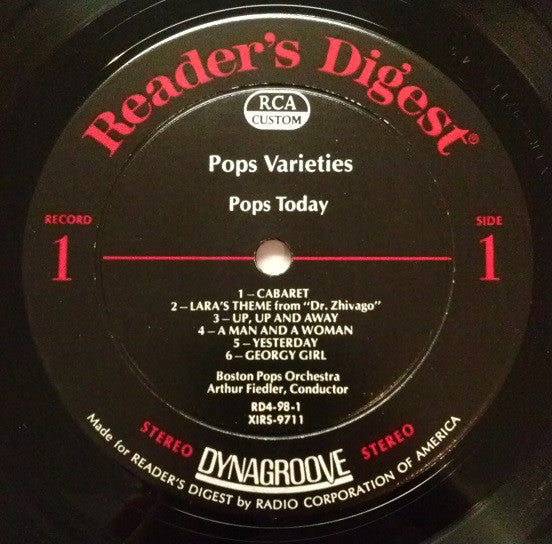 Reader's Digest®
RCA
CUSTOM
Pops Varieties
Pops Today
RECORD
1
SIDE
1
1 – CABARET
2 – LARA'S THEME from "Dr. Zhivago"
3 – UP, UP AND AWAY
4 – A MAN AND A WOMAN
5 – YESTERDAY
6 – GEORGY GIRL
Boston Pops Orchestra
Arthur Fiedler, Conductor
RD4-98-1
XIRS-9711
STEREO
DYNAGROOVE
STEREO
Made for READER'S DIGEST by RADIO CORPORATION OF AMERICA